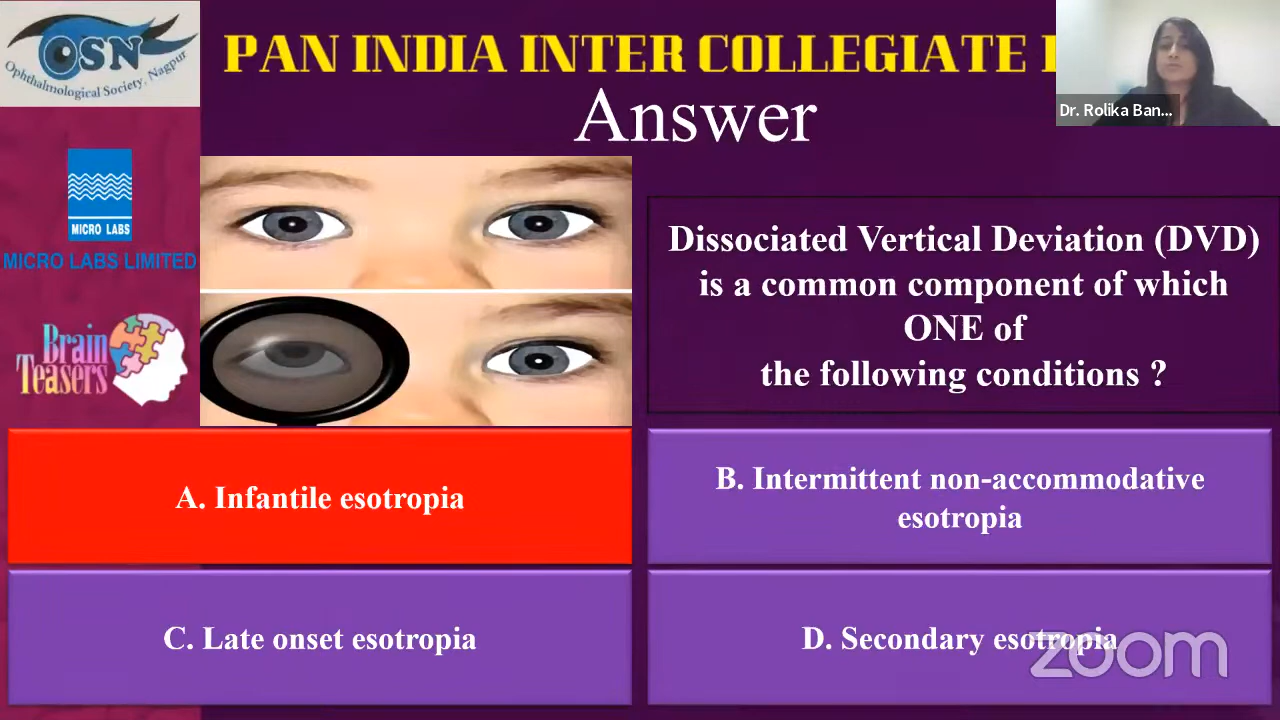 OSN
Ophthalmological Society, Nagpur
PAN INDIA INTER COLLEGIATE
Answer
Dr. Rolika Ban...
MICRO LABS
MICRO LABS LIMITED
Brain
Teasers
Dissociated Vertical Deviation (DVD)
is a common component of which
ONE of
the following conditions ?
A. Infantile esotropia
B. Intermittent non-accommodative
esotropia
C. Late onset esotropia
D. Secondary esotropia
zoom